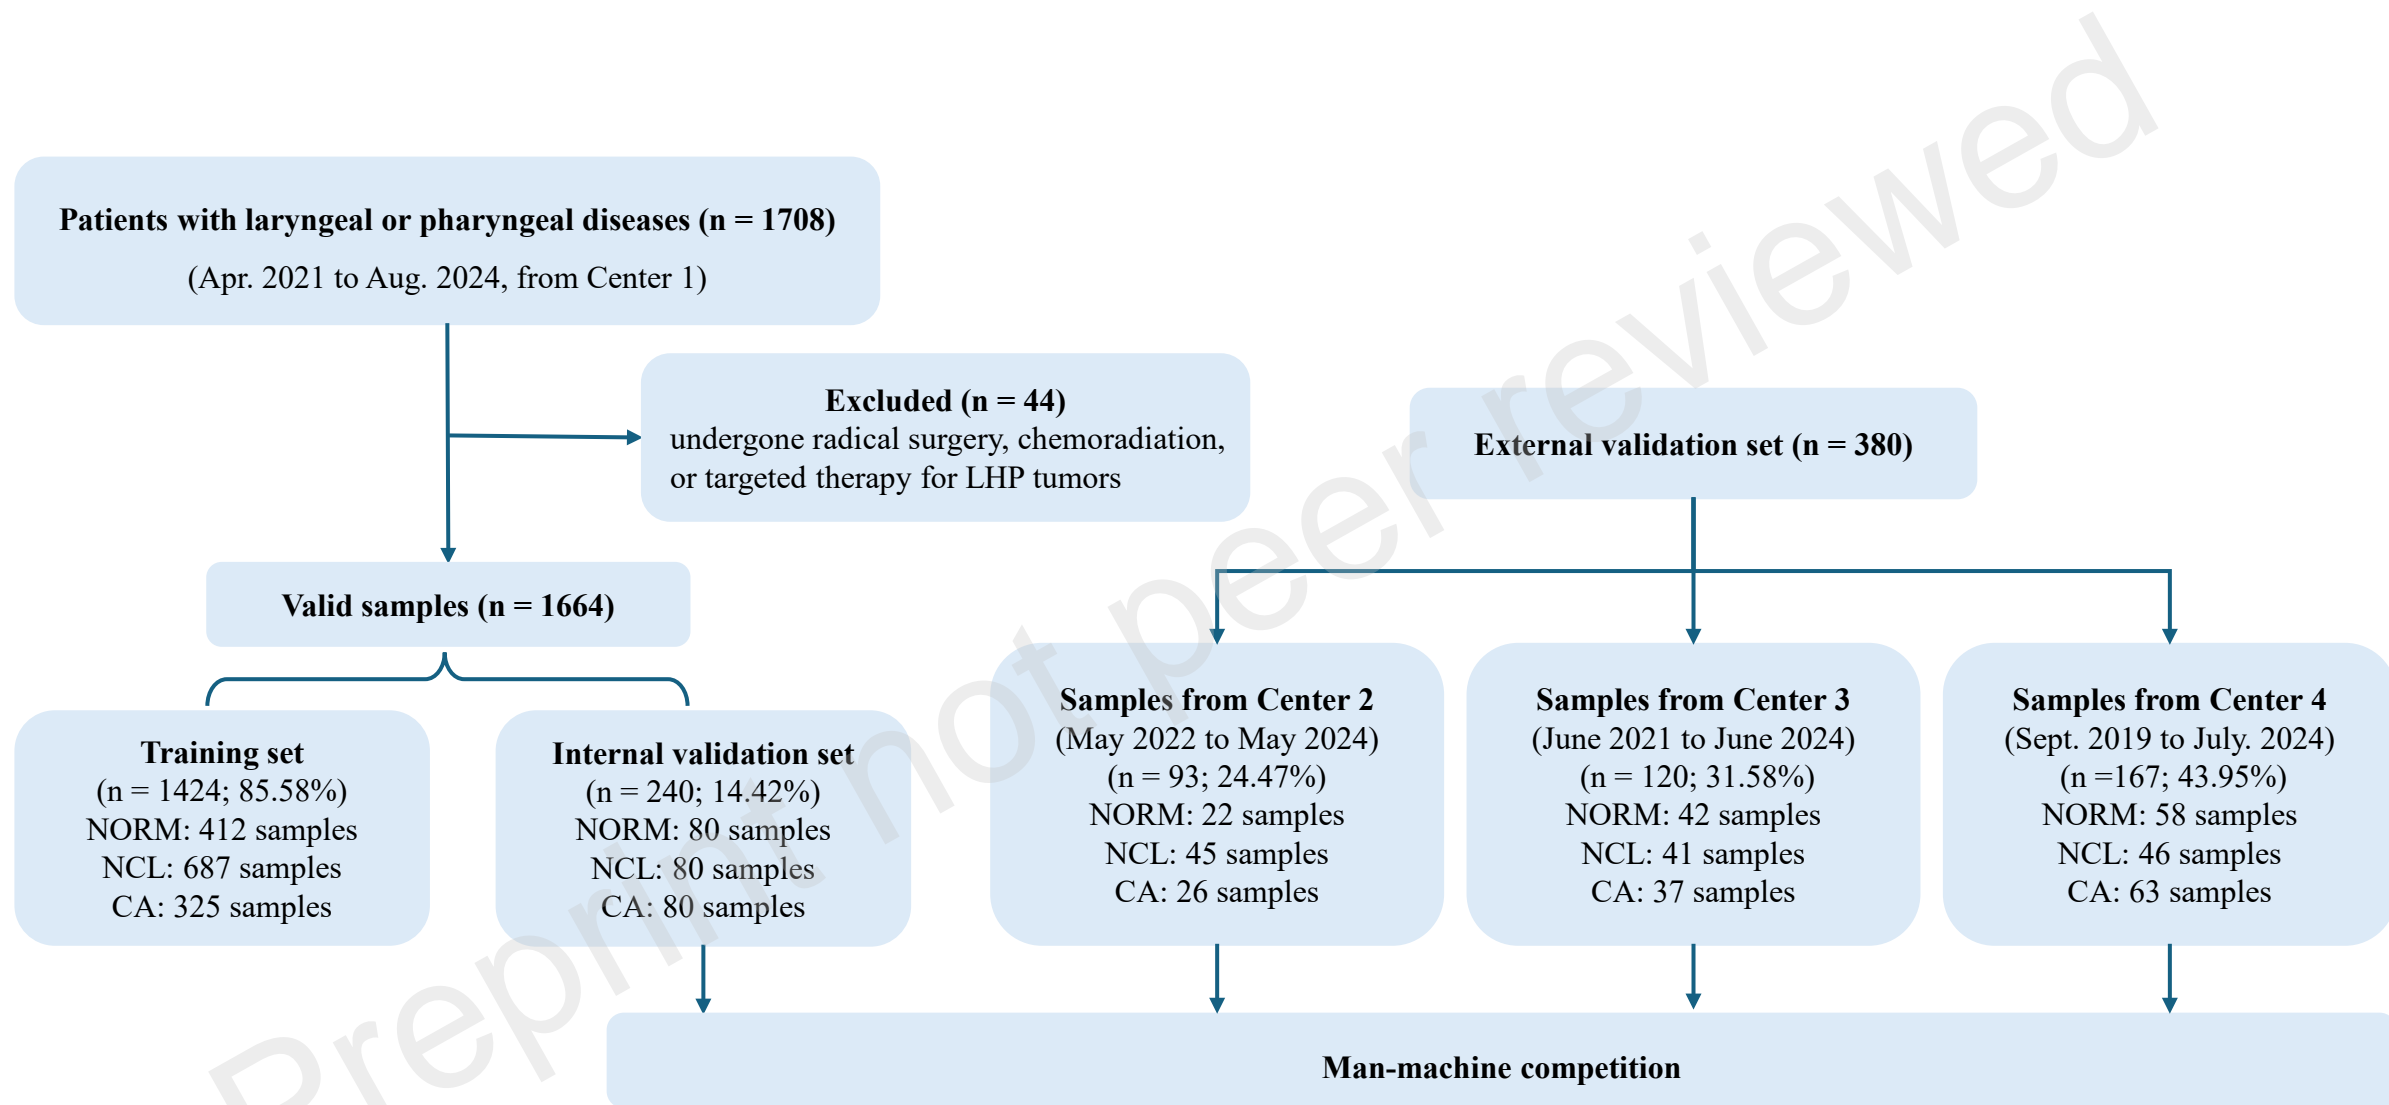 Patients with laryngeal or pharyngeal diseases (n = 1708)
(Apr. 2021 to Aug. 2024, from Center 1)
Excluded (n = 44)
undergone radical surgery, chemoradiation,
or targeted therapy for LHP tumors
Valid samples (n = 1664)
Training set
(n = 1424; 85.58%)
NORM: 412 samples
NCL: 687 samples
CA: 325 samples
Internal validation set
(n = 240; 14.42%)
NORM: 80 samples
NCL: 80 samples
CA: 80 samples
External validation set (n = 380)
Samples from Center 2
(May 2022 to May 2024)
(n = 93; 24.47%)
NORM: 22 samples
NCL: 45 samples
CA: 26 samples
Samples from Center 3
(June 2021 to June 2024)
(n = 120; 31.58%)
NORM: 42 samples
NCL: 41 samples
CA: 37 samples
Samples from Center 4
(Sept. 2019 to July. 2024)
(n =167; 43.95%)
NORM: 58 samples
NCL: 46 samples
CA: 63 samples
Man-machine competition
Preprint not peer reviewed